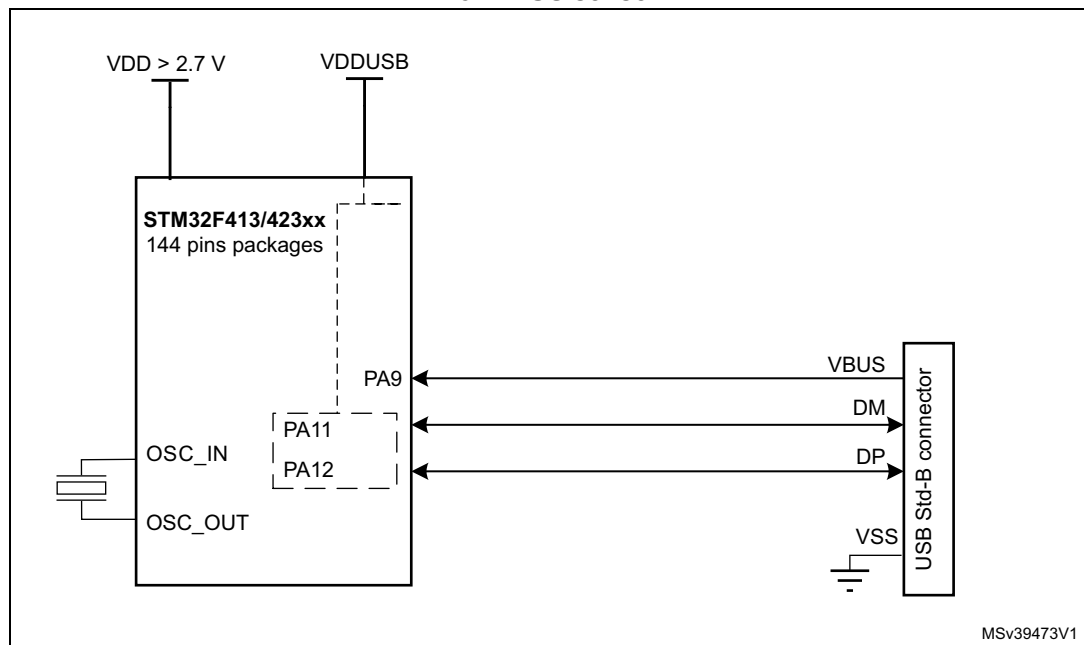 VDD > 2.7 V
VDDUSB
STM32F413/423xx
144 pins packages
PA9
VBUS
PA11
DM
PA12
DP
OSC_IN
OSC_OUT
VSS
USB Std-B connector
MSv39473V1